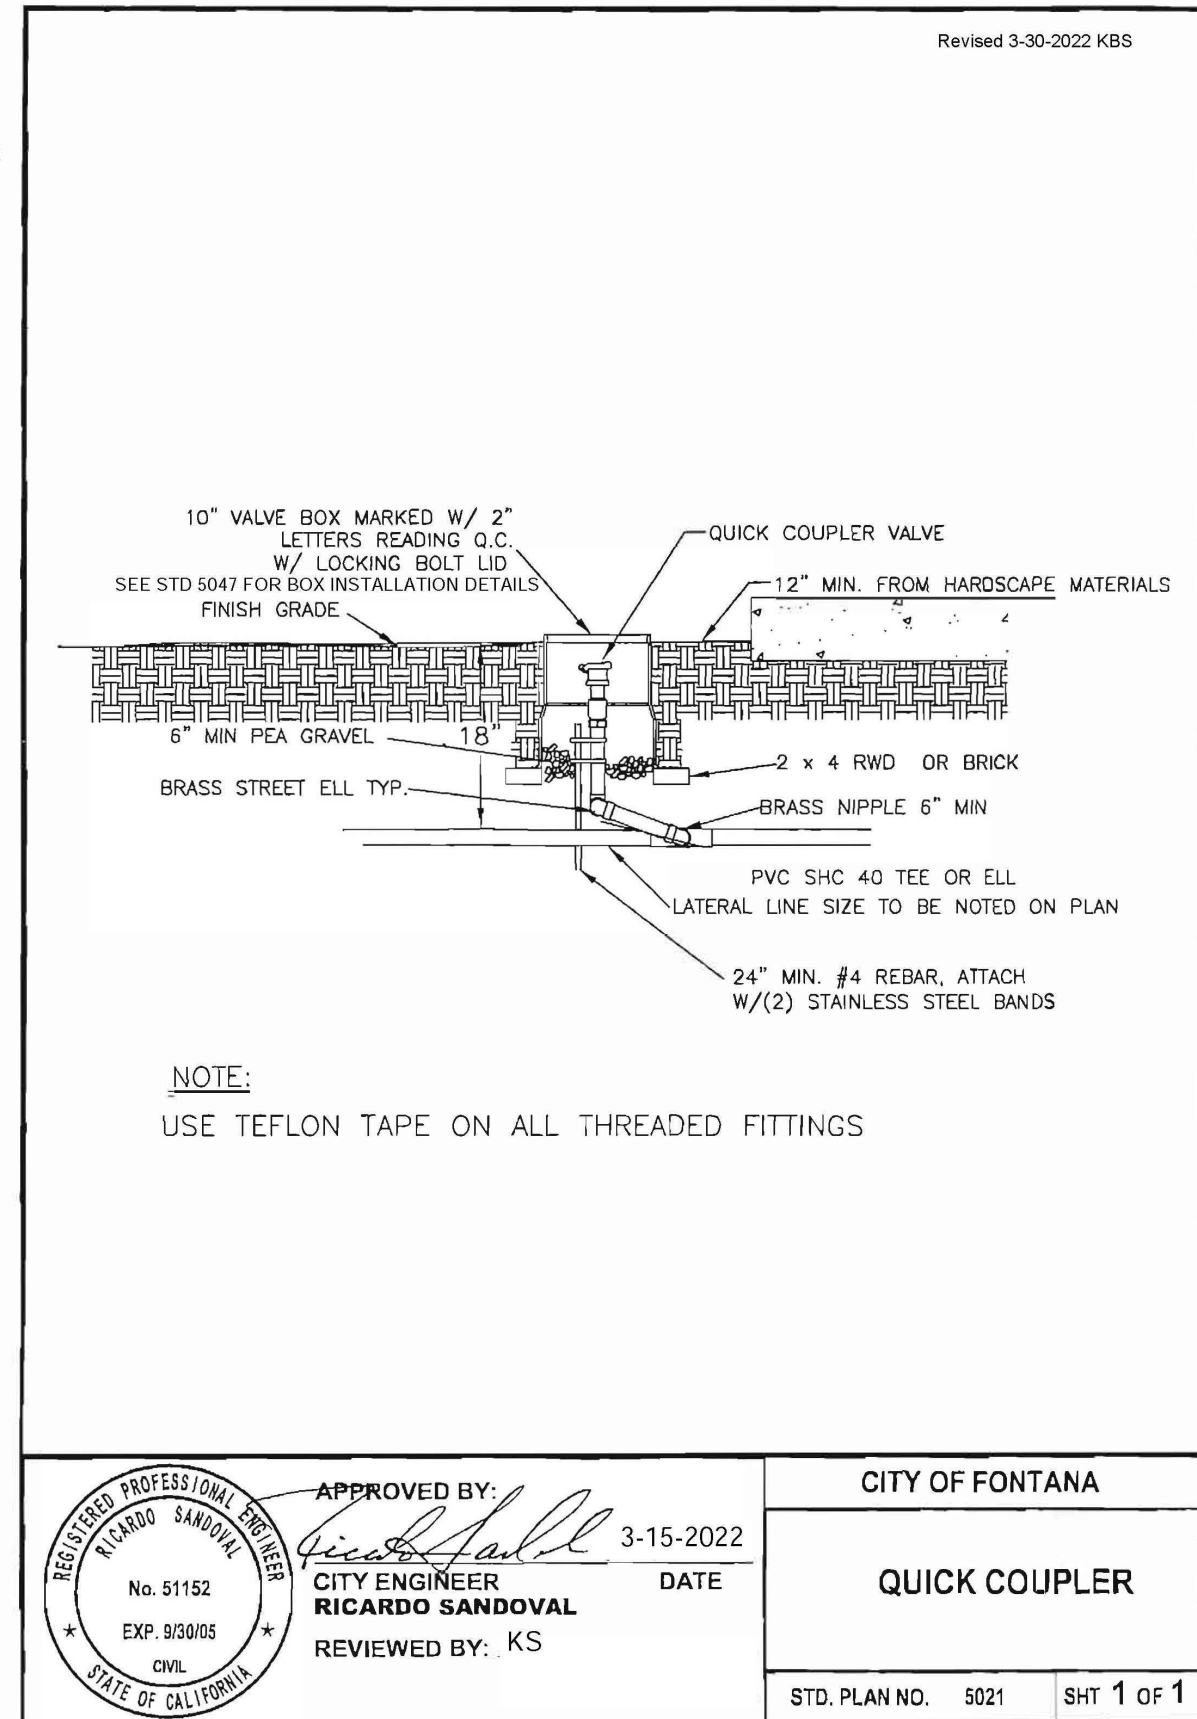 Revised 3-30-2022 KBS
10" VALVE BOX MARKED W/ 2"
LETTERS READING Q.C.
W/ LOCKING BOLT LID
SEE STD 5047 FOR BOX INSTALLATION DETAILS
FINISH GRADE
QUICK COUPLER VALVE
12" MIN. FROM HARDSCAPE MATERIALS
6" MIN PEA GRAVEL
18"
2 x 4 RWD OR BRICK
BRASS STREET ELL TYP.
BRASS NIPPLE 6" MIN
PVC SHC 40 TEE OR ELL
LATERAL LINE SIZE TO BE NOTED ON PLAN
24" MIN. #4 REBAR, ATTACH
W/(2) STAINLESS STEEL BANDS
NOTE:
USE TEFLON TAPE ON ALL THREADED FITTINGS
REGISTERED PROFESSIONAL ENGINEER
RICARDO SANDOVAL
No. 51152
EXP. 9/30/05
CIVIL
STATE OF CALIFORNIA
APPROVED BY:
Ricardo Sandoval
3-15-2022
CITY ENGINEER DATE
RICARDO SANDOVAL
REVIEWED BY: KS
CITY OF FONTANA
QUICK COUPLER
STD. PLAN NO. 5021 SHT 1 OF 1